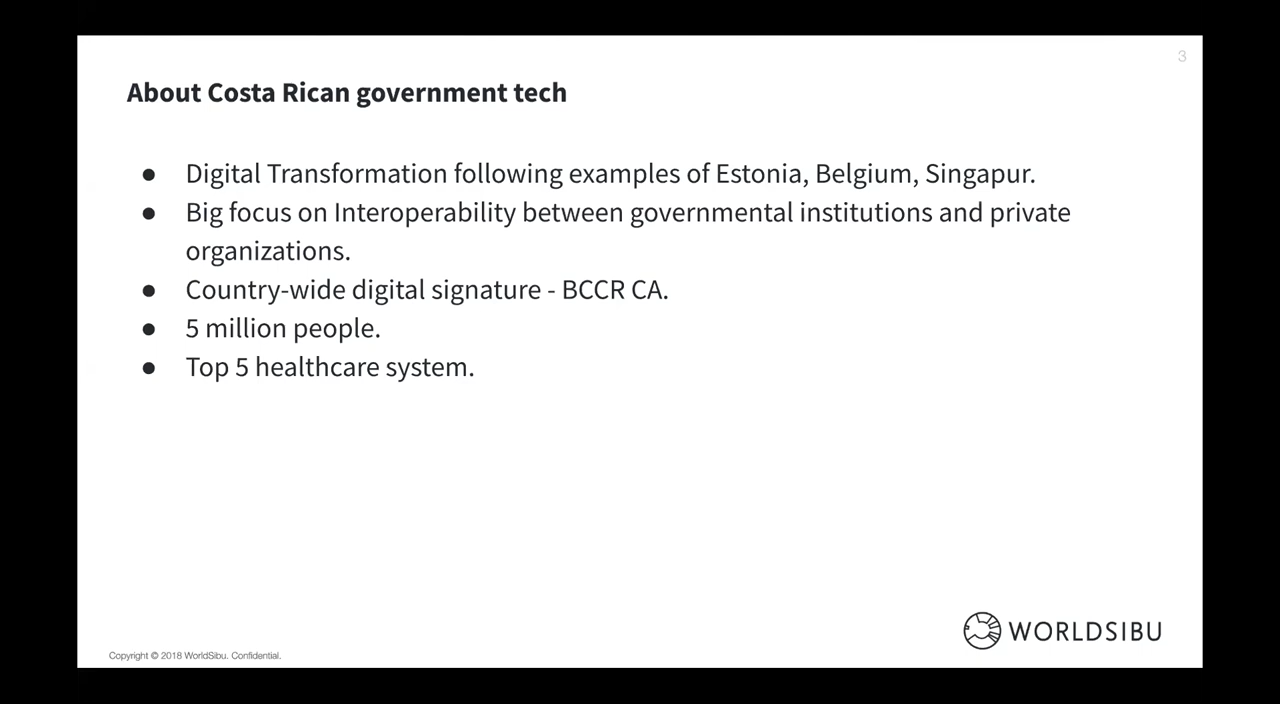 3
About Costa Rican government tech
● Digital Transformation following examples of Estonia, Belgium, Singapur.
● Big focus on Interoperability between governmental institutions and private
organizations.
● Country-wide digital signature - BCCR CA.
● 5 million people.
● Top 5 healthcare system.
WORLDSIBU
Copyright © 2018 WorldSibu. Confidential.